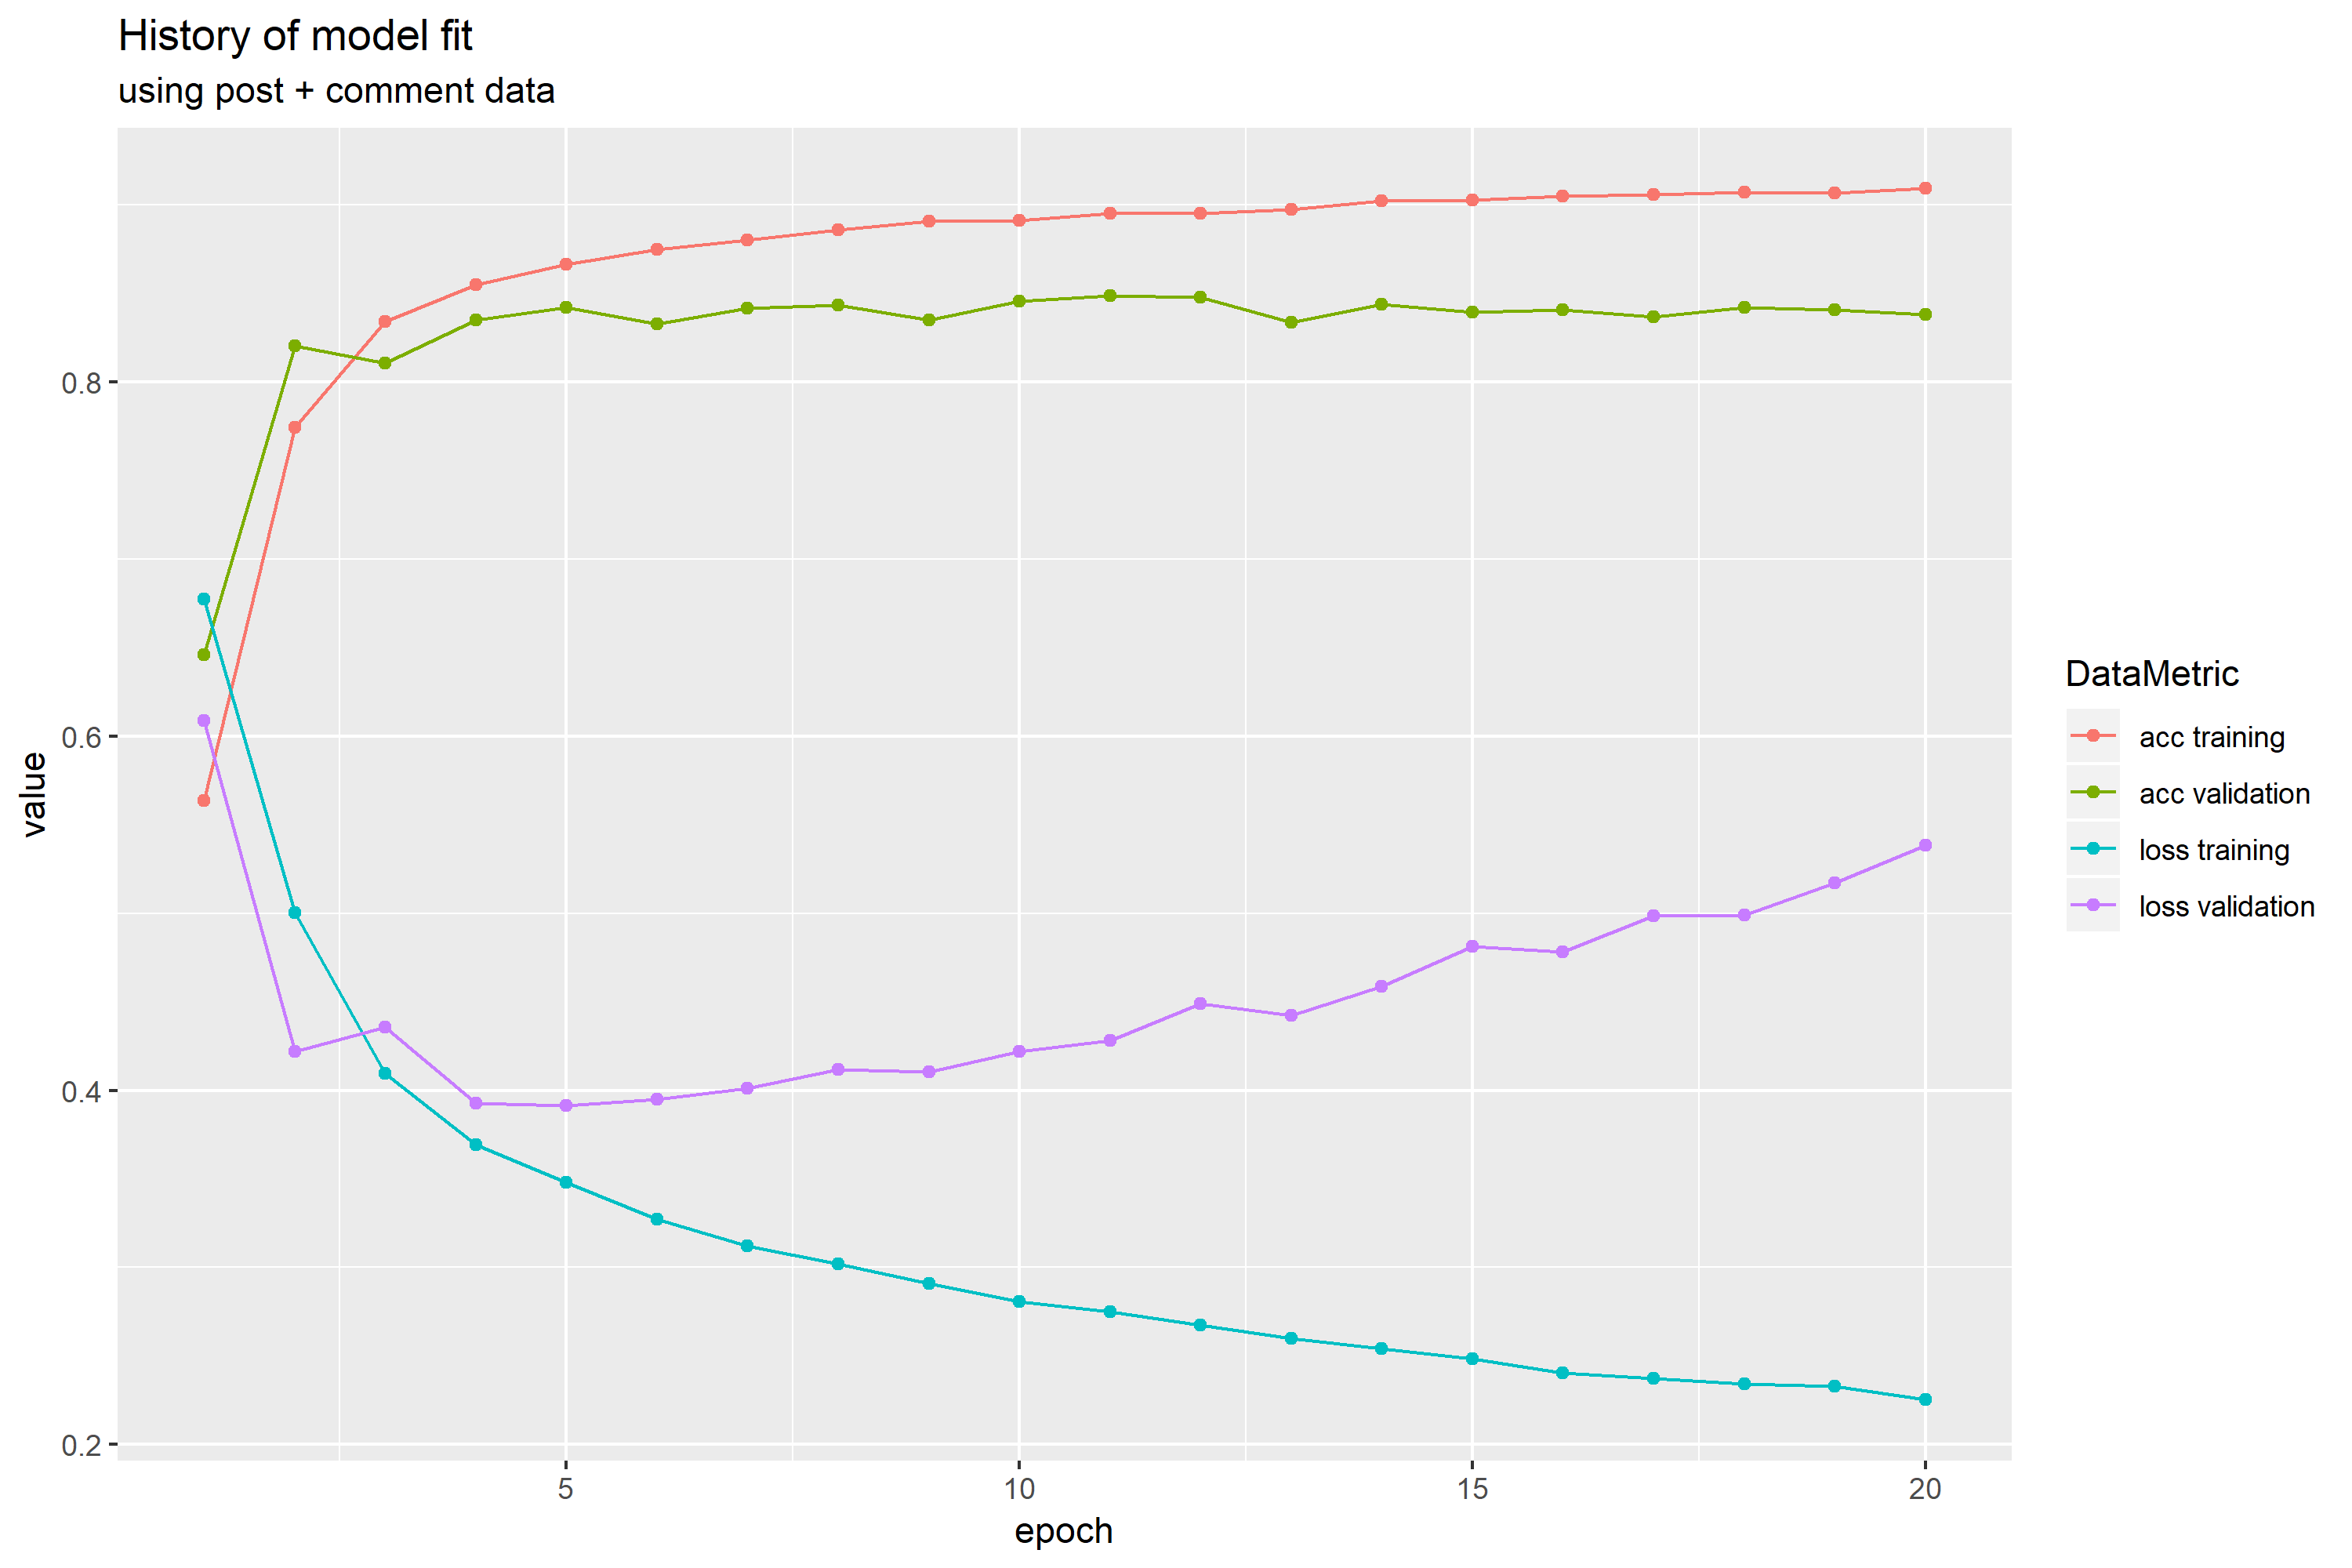 History of model fit
using post + comment data
value
0.8
0.6
0.4
0.2
5
10
15
20
epoch
DataMetric
acc training
acc validation
loss training
loss validation